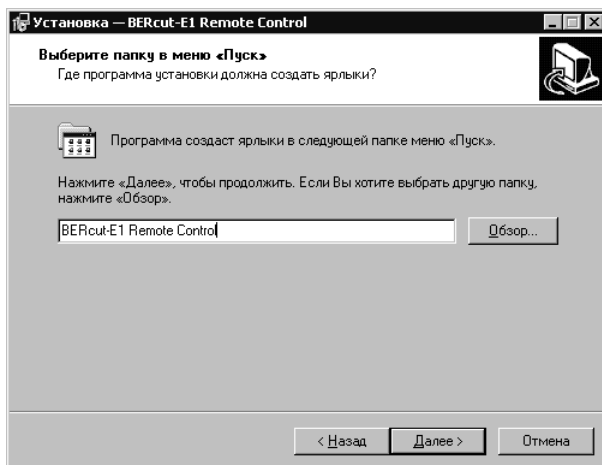 Установка — BERcut-E1 Remote Control
Выберите папку в меню «Пуск»
Где программа установки должна создать ярлыки?
Программа создаст ярлыки в следующей папке меню «Пуск».
Нажмите «Далее», чтобы продолжить. Если Вы хотите выбрать другую папку,
нажмите «Обзор».
BERcut-E1 Remote Control
Обзор...
< Назад
Далее >
Отмена